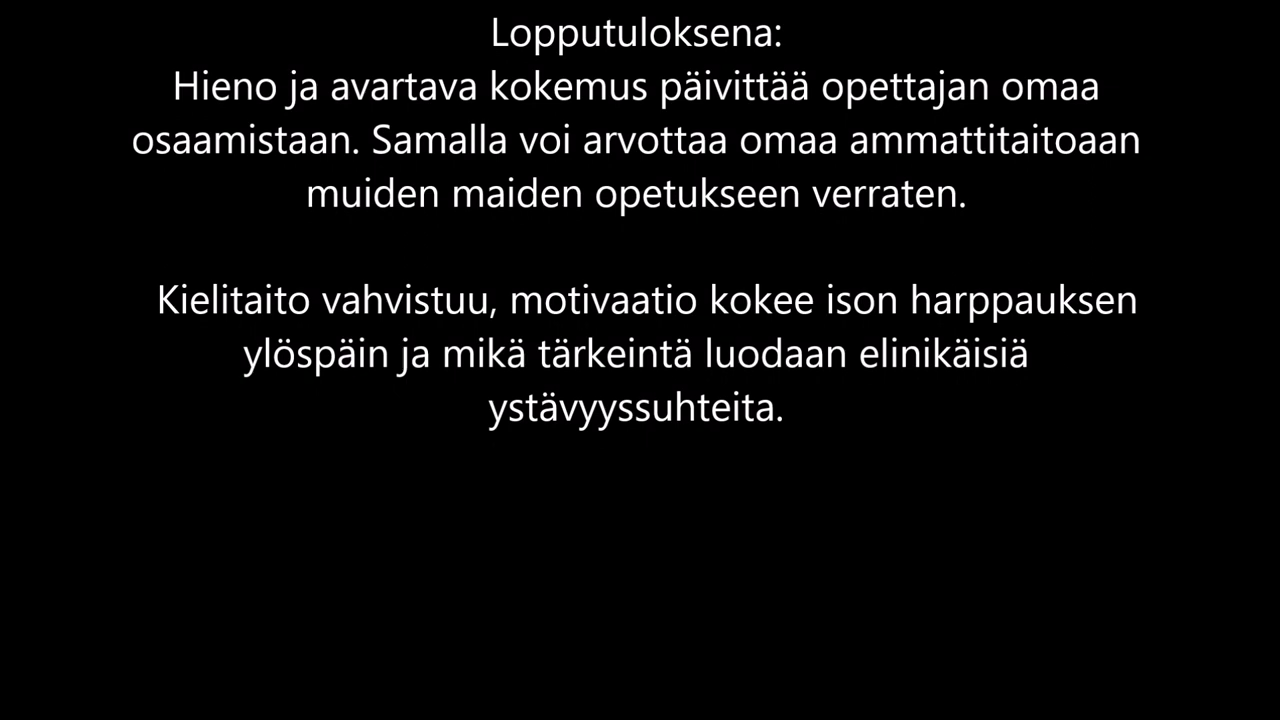 Lopputuloksena:
Hieno ja avartava kokemus päivittää opettajan omaa
osaamistaan. Samalla voi arvottaa omaa ammattitaitoaan
muiden maiden opetukseen verraten.
Kielitaito vahvistuu, motivaatio kokee ison harppauksen
ylöspäin ja mikä tärkeintä luodaan elinikäisiä
ystävyyssuhteita.